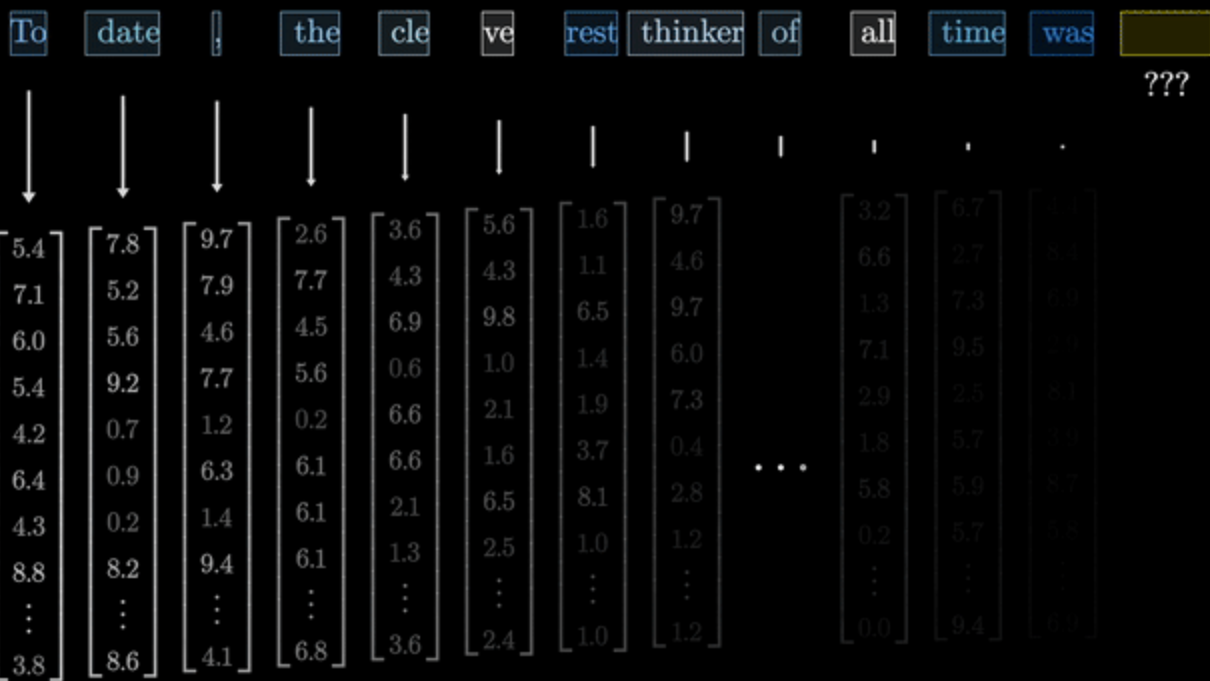 To date , the cle ve rest thinker of all time was
???
5.4 7.8 9.7 2.6 3.6 5.6 1.6 9.7 3.2 6.7
7.1 5.2 7.9 7.7 4.3 4.3 1.1 4.6 6.6 2.7 8.4
6.0 5.6 4.6 4.5 6.9 9.8 6.5 9.7 1.3 7.3
5.4 9.2 7.7 5.6 0.6 1.0 1.4 6.0 7.1 9.5
4.2 0.7 1.2 0.2 6.6 2.1 1.9 7.3 2.9 2.5 8.1
6.4 0.9 6.3 6.1 6.6 1.6 3.7 0.4 ... 1.8 5.7
4.3 0.2 1.4 6.1 2.1 6.5 8.1 2.8 5.8 5.9 8.7
8.8 8.2 9.4 6.1 1.3 2.5 1.0 1.2 0.2 5.7 5.8
⋮ ⋮ ⋮ ⋮ ⋮ ⋮ ⋮ ⋮ ⋮ ⋮ ⋮
3.8 8.6 4.1 6.8 3.6 2.4 1.0 1.2 0.0 9.4 6.9